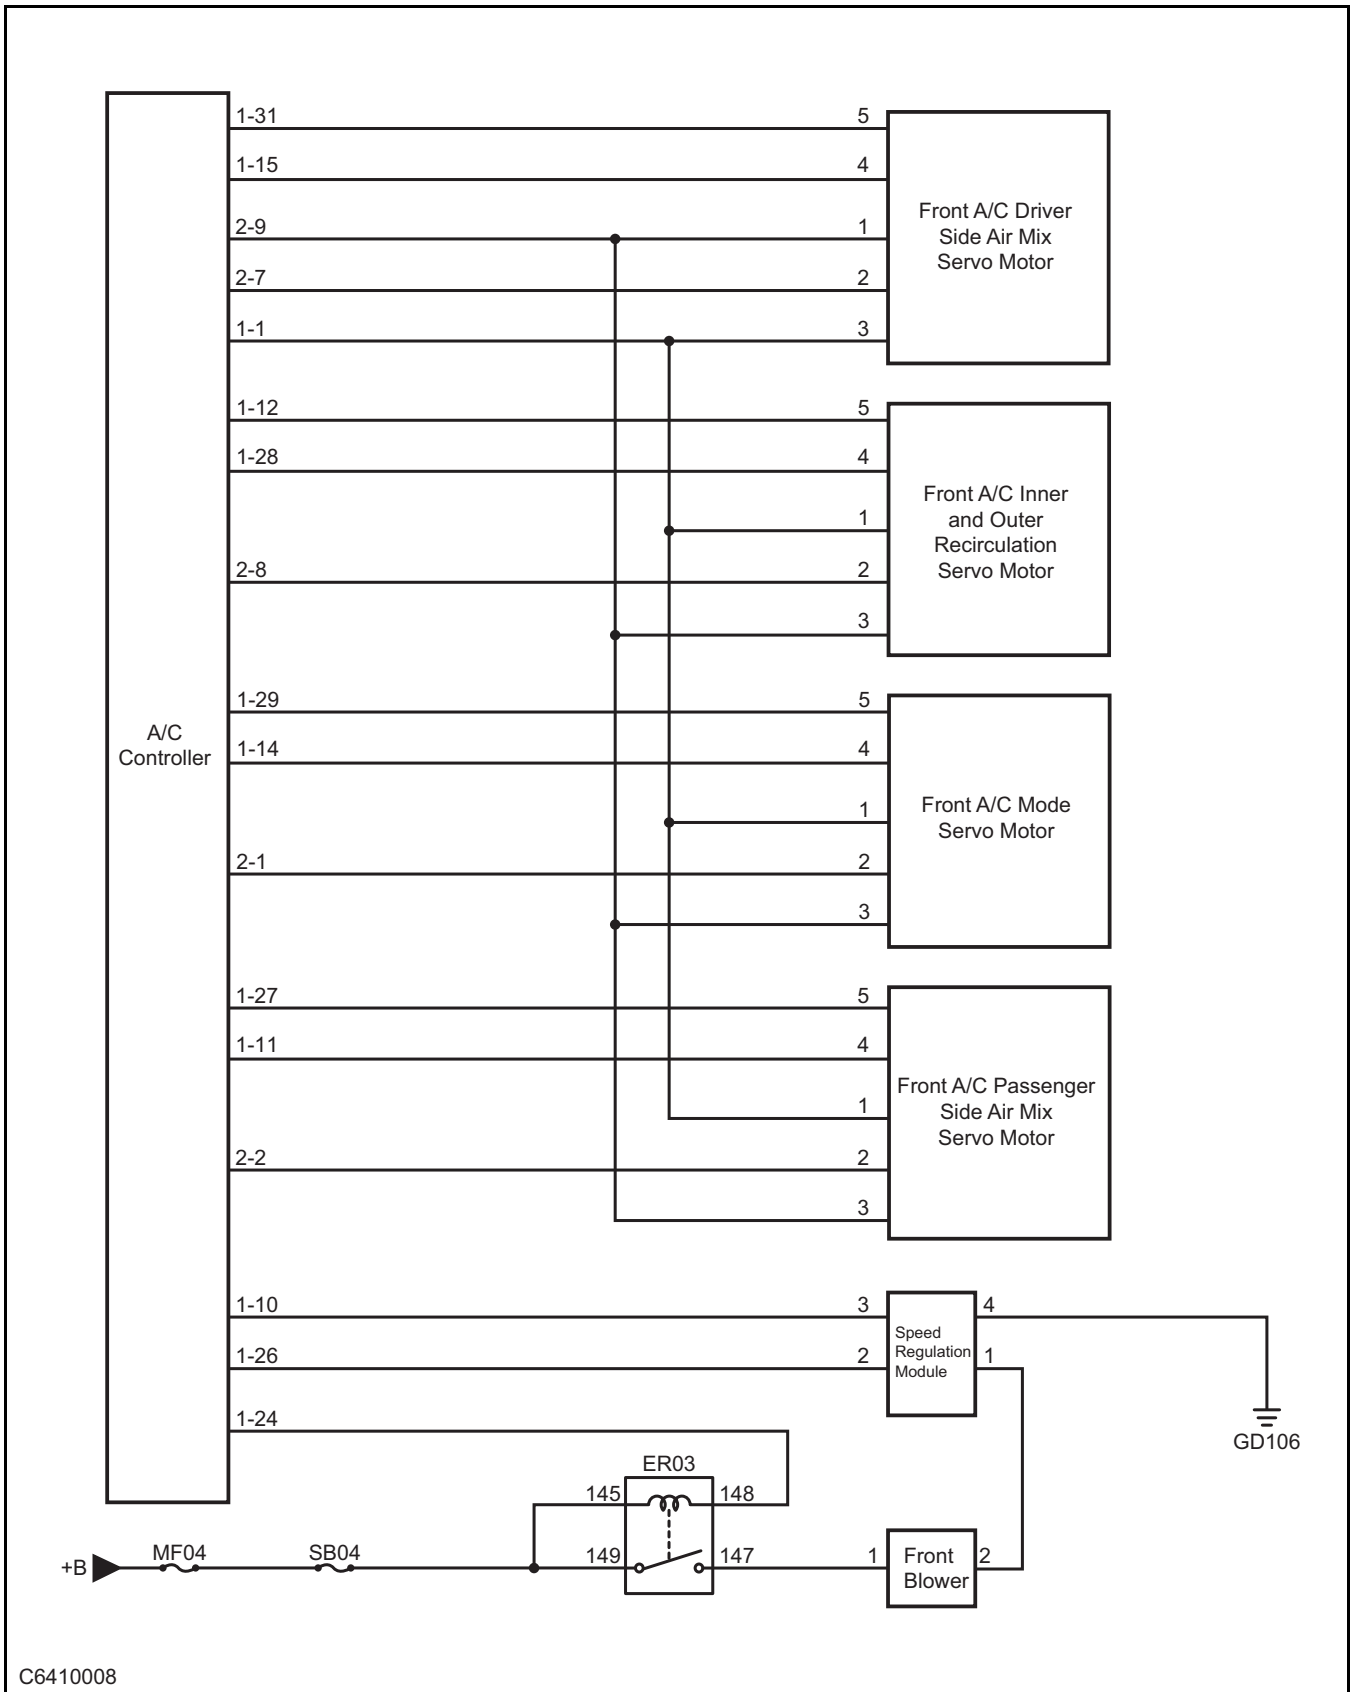 1-31 5
1-15 4
2-9 1
2-7 2
1-1 3
Front A/C Driver
Side Air Mix
Servo Motor
1-12 5
1-28 4
1
2-8 2
3
Front A/C Inner
and Outer
Recirculation
Servo Motor
A/C
Controller
1-29 5
1-14 4
1
2-1 2
3
Front A/C Mode
Servo Motor
1-27 5
1-11 4
1
2-2 2
3
Front A/C Passenger
Side Air Mix
Servo Motor
1-10 3
1-26 2
Speed
Regulation
Module
4
1
GD106
1-24
ER03
145 148
149 147
+B MF04 SB04
1 Front 2
Blower
C6410008